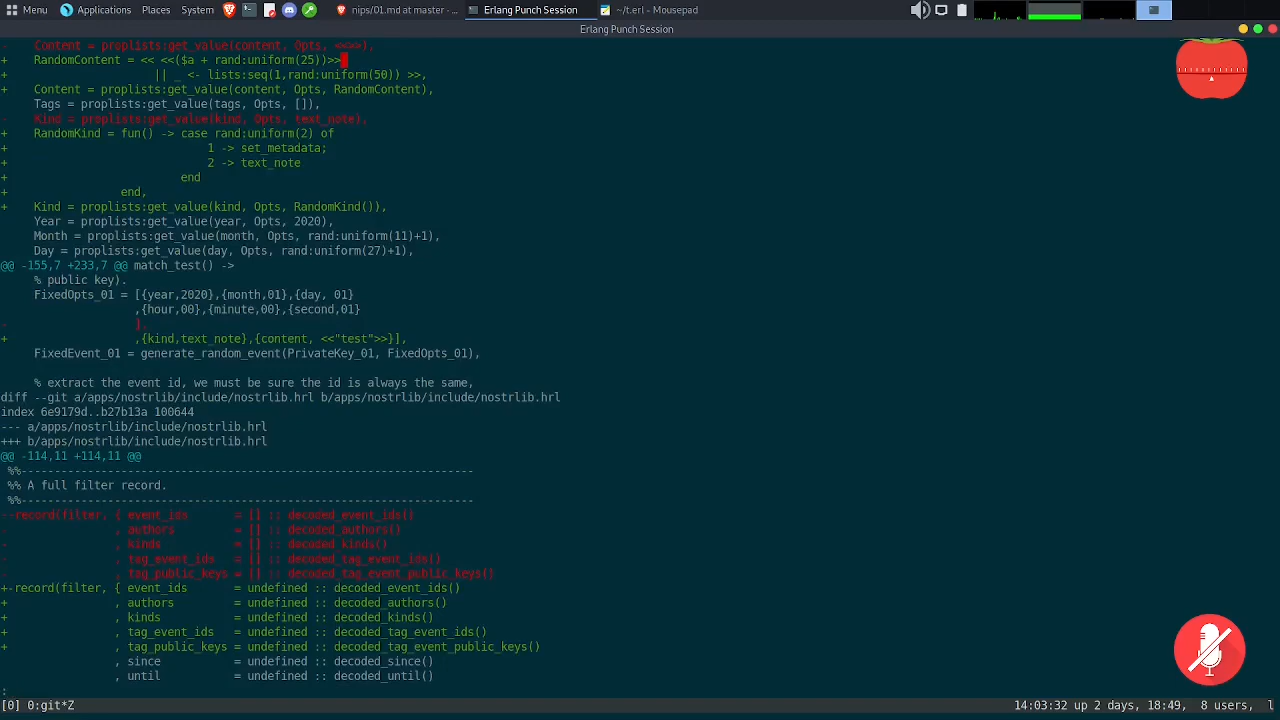 Menu Applications Places System nips/01.md at master - ... Erlang Punch Session ~/t.erl - Mousepad
Erlang Punch Session
-    Content = proplists:get_value(content, Opts, <<>>),
+    RandomContent = << <<($a + rand:uniform(25))>>
+                      || _ <- lists:seq(1,rand:uniform(50)) >>,
+    Content = proplists:get_value(content, Opts, RandomContent),
     Tags = proplists:get_value(tags, Opts, []),
-    Kind = proplists:get_value(kind, Opts, text_note),
+    RandomKind = fun() -> case rand:uniform(2) of
+                              1 -> set_metadata;
+                              2 -> text_note
+                          end
+                 end,
+    Kind = proplists:get_value(kind, Opts, RandomKind()),
     Year = proplists:get_value(year, Opts, 2020),
     Month = proplists:get_value(month, Opts, rand:uniform(11)+1),
     Day = proplists:get_value(day, Opts, rand:uniform(27)+1),
@@ -155,7 +233,7 @@ match_test() ->
     % public key).
     FixedOpts_01 = [{year,2020},{month,01},{day, 01}
                    ,{hour,00},{minute,00},{second,01}
-                   ],
+                   ,{kind,text_note},{content, <<"test">>}],
     FixedEvent_01 = generate_random_event(PrivateKey_01, FixedOpts_01),
     % extract the event id, we must be sure the id is always the same,
diff --git a/apps/nostrlib/include/nostrlib.hrl b/apps/nostrlib/include/nostrlib.hrl
index 6e9179d..b27b13a 100644
--- a/apps/nostrlib/include/nostrlib.hrl
+++ b/apps/nostrlib/include/nostrlib.hrl
@@ -114,11 +114,11 @@
 %%--------------------------------------------------------------------
 %% A full filter record.
 %%--------------------------------------------------------------------
--record(filter, { event_ids       = [] :: decoded_event_ids()
-                , authors         = [] :: decoded_authors()
-                , kinds           = [] :: decoded_kinds()
-                , tag_event_ids   = [] :: decoded_tag_event_ids()
-                , tag_public_keys = [] :: decoded_tag_event_public_keys()
+-record(filter, { event_ids       = undefined :: decoded_event_ids()
+                , authors         = undefined :: decoded_authors()
+                , kinds           = undefined :: decoded_kinds()
+                , tag_event_ids   = undefined :: decoded_tag_event_ids()
+                , tag_public_keys = undefined :: decoded_tag_event_public_keys()
                 , since           = undefined :: decoded_since()
                 , until           = undefined :: decoded_until()
:
[0] 0:git*Z 14:03:32 up 2 days, 18:49, 8 users, l